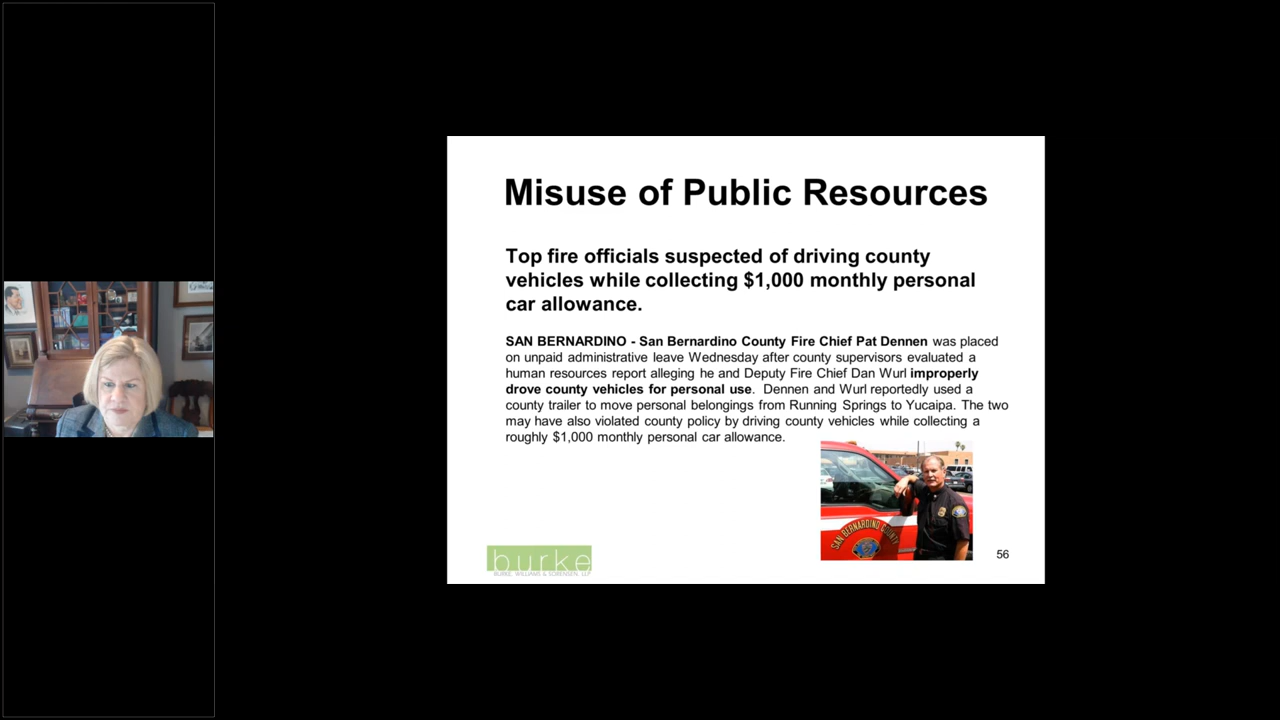 Misuse of Public Resources
Top fire officials suspected of driving county
vehicles while collecting $1,000 monthly personal
car allowance.
SAN BERNARDINO - San Bernardino County Fire Chief Pat Dennen was placed
on unpaid administrative leave Wednesday after county supervisors evaluated a
human resources report alleging he and Deputy Fire Chief Dan Wurl improperly
drove county vehicles for personal use.  Dennen and Wurl reportedly used a
county trailer to move personal belongings from Running Springs to Yucaipa. The two
may have also violated county policy by driving county vehicles while collecting a
roughly $1,000 monthly personal car allowance.
SAN BERNARDINO COUNTY
burke
BURKE, WILLIAMS & SORENSEN, LLP
56